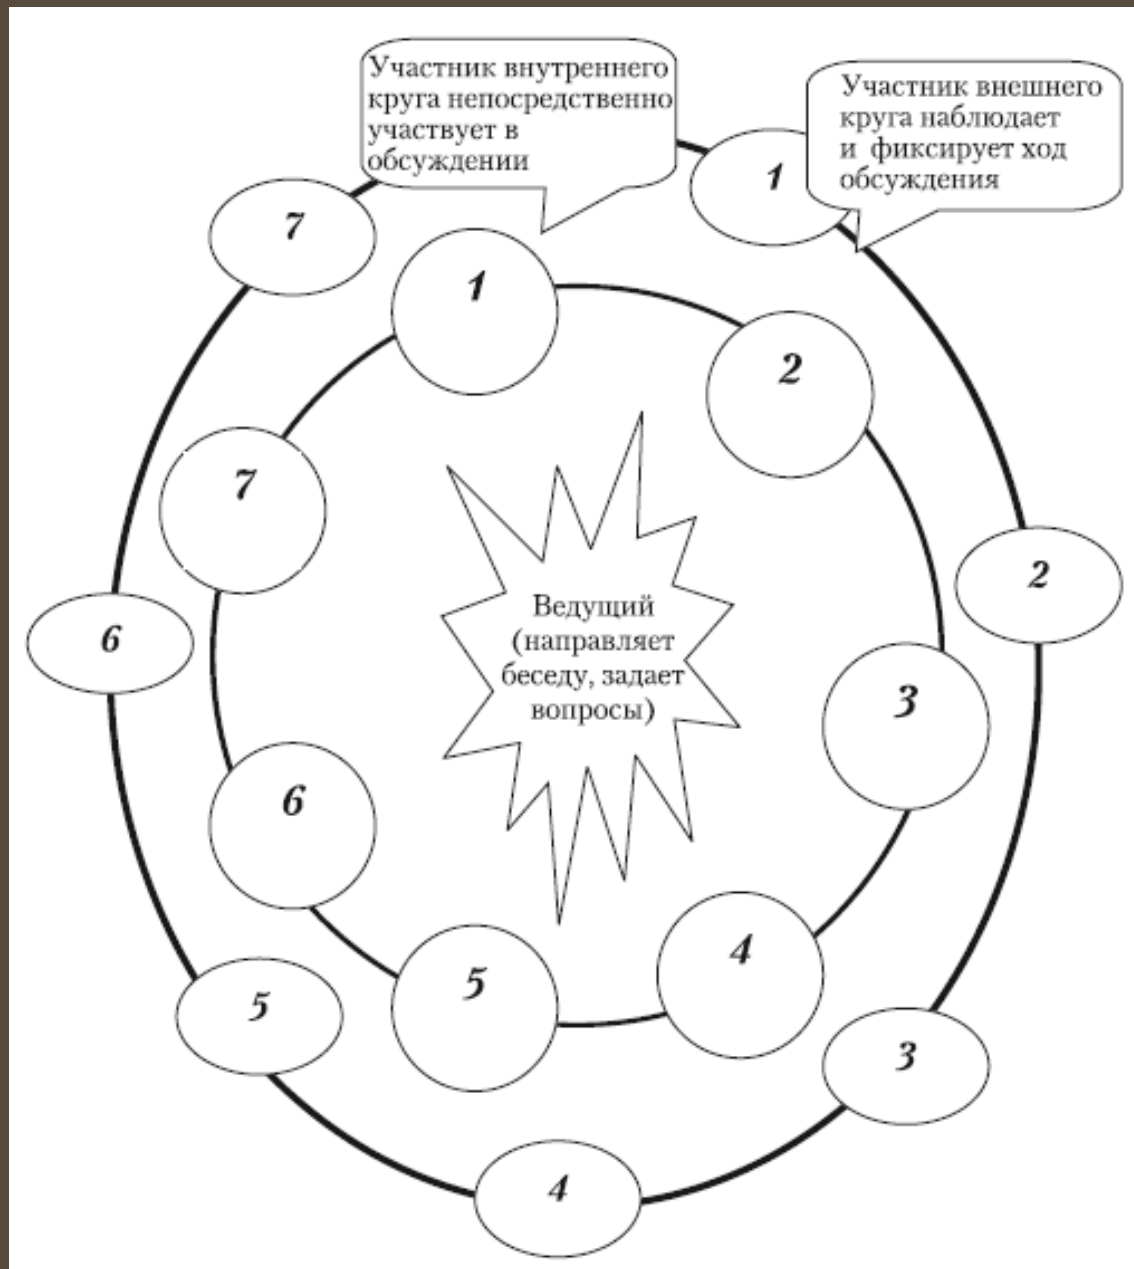 Участник внутреннего
круга непосредственно
участвует в
обсуждении
Участник внешнего
круга наблюдает
и фиксирует ход
обсуждения
1
7
1
2
7
2
Ведущий
(направляет
беседу, задает
вопросы)
6
3
6
4
5
5
3
4